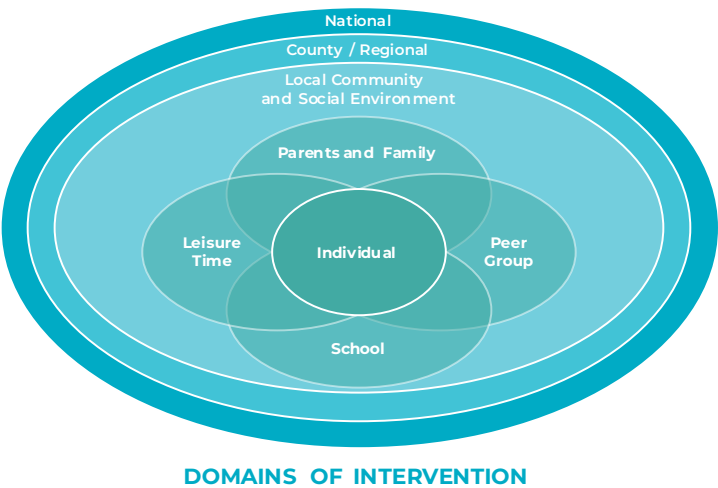 National
County / Regional
Local Community
and Social Environment
Parents and Family
Leisure
Time
Individual
Peer
Group
School
DOMAINS OF INTERVENTION